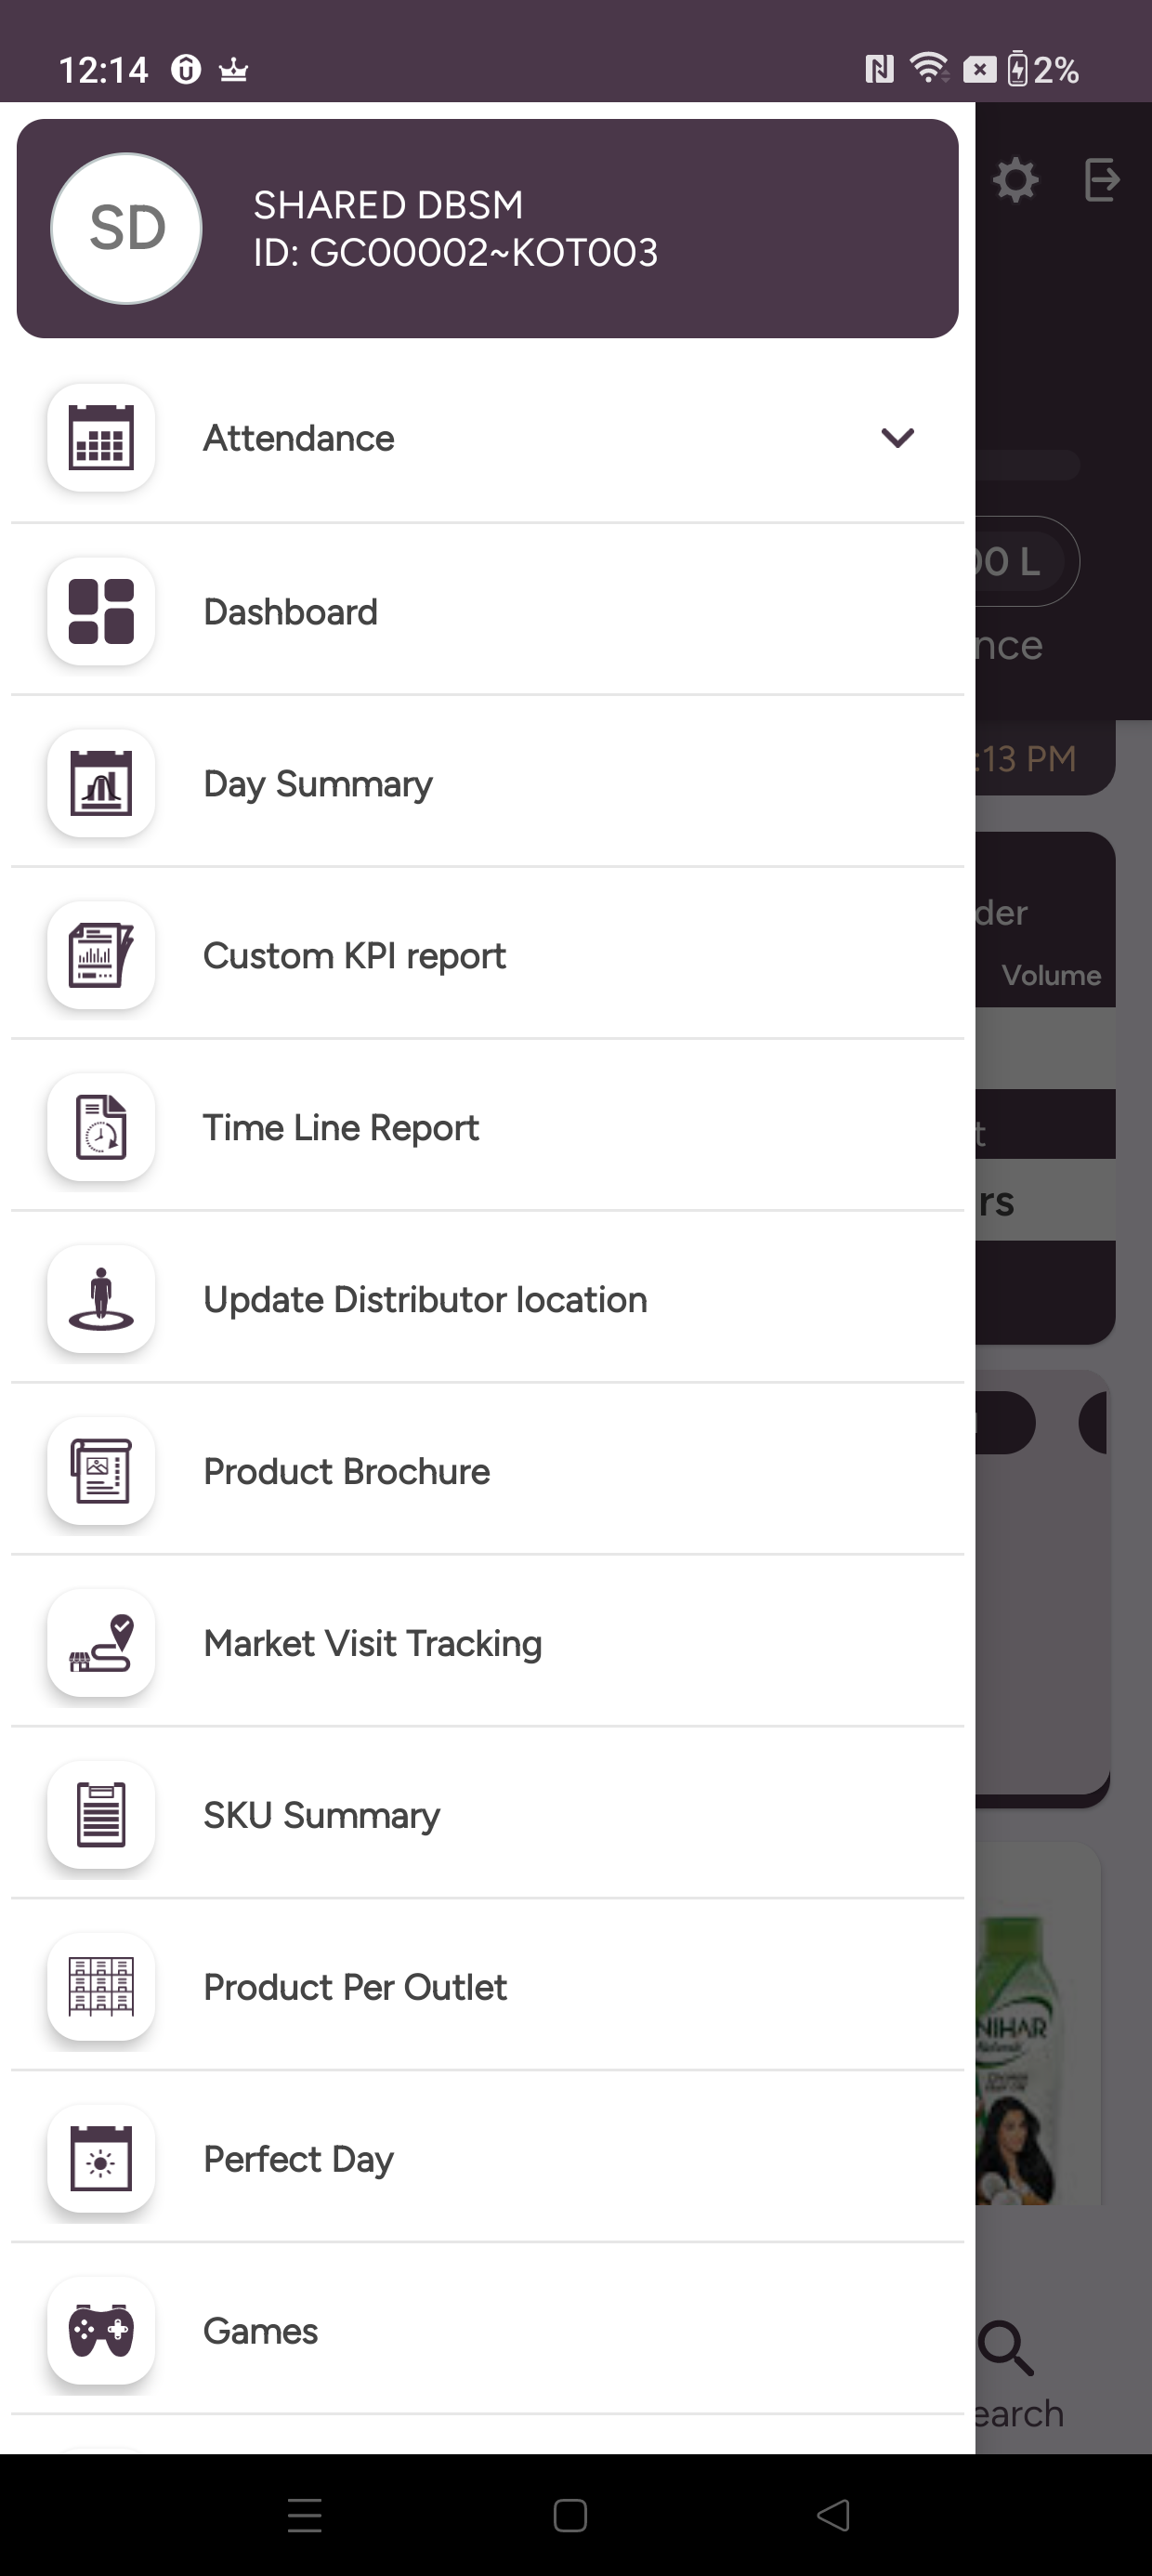 12:14
2%
SD
SHARED DBSM
ID: GC00002~KOT003
Attendance
Dashboard
00 L
nce
Day Summary
:13 PM
Custom KPI report
der
Volume
Time Line Report
t
rs
Update Distributor location
Product Brochure
Market Visit Tracking
SKU Summary
Product Per Outlet
NIHAR
Naturals
Perfect Day
Games
earch